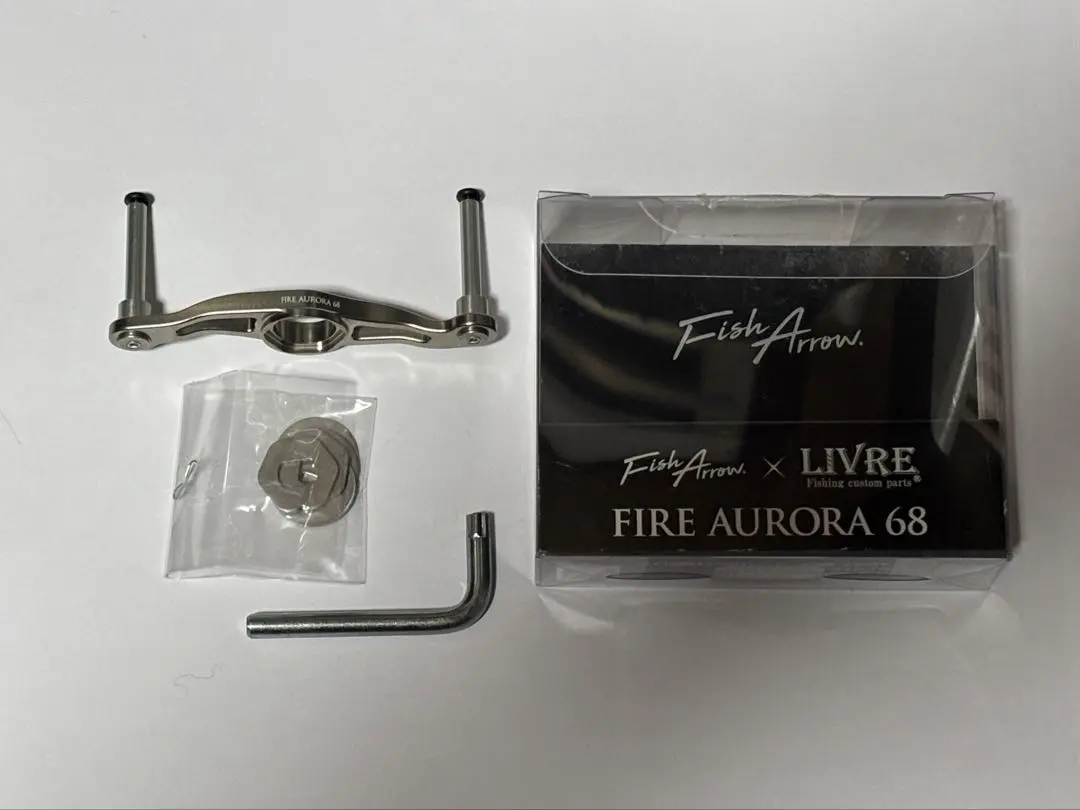 FIRE AURORA 68
Fish Arrow.
Fish Arrow. × LIVRE
Fishing custom parts®
FIRE AURORA 68